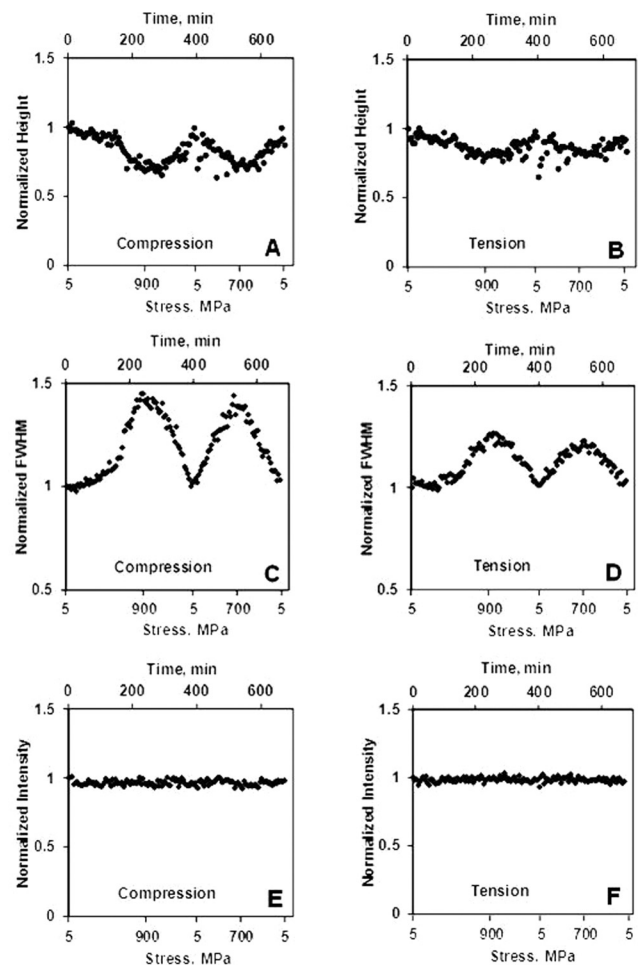 Time, min
0 200 400 600
1.5
1
0.5
0
Normalized Height
Compression A
5 900 5 700 5
Stress. MPa
Time, min
0 200 400 600
1.5
1
0.5
0
Normalized Height
Tension B
5 900 5 700 5
Stress. MPa
Time, min
0 200 400 600
1.5
1
0.5
Normalized FWHM
Compression C
5 900 5 700 5
Stress. MPa
Time, min
0 200 400 600
1.5
1
0.5
Normalized FWHM
Tension D
5 900 5 700 5
Stress. MPa
Time, min
0 200 400 600
1.5
1
0.5
0
Normalized Intensity
Compression E
5 900 5 700 5
Stress. MPa
Time, min
0 200 400 600
1.5
1
0.5
0
Normalized Intensity
Tension F
5 900 5 700 5
Stress. MPa